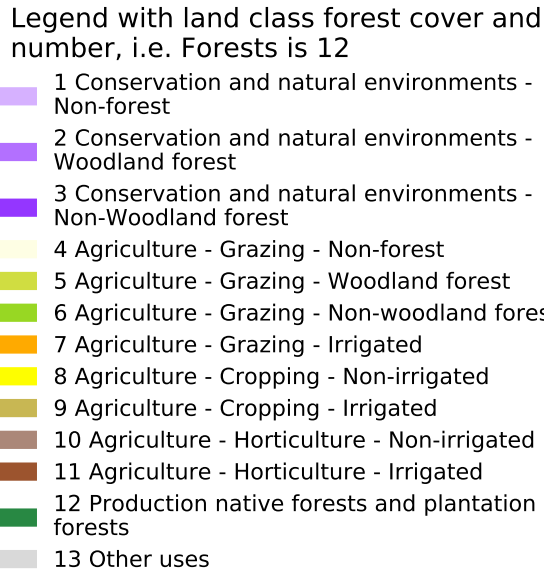 Legend with land class forest cover and
number, i.e. Forests is 12
1 Conservation and natural environments -
Non-forest
2 Conservation and natural environments -
Woodland forest
3 Conservation and natural environments -
Non-Woodland forest
4 Agriculture - Grazing - Non-forest
5 Agriculture - Grazing - Woodland forest
6 Agriculture - Grazing - Non-woodland fores
7 Agriculture - Grazing - Irrigated
8 Agriculture - Cropping - Non-irrigated
9 Agriculture - Cropping - Irrigated
10 Agriculture - Horticulture - Non-irrigated
11 Agriculture - Horticulture - Irrigated
12 Production native forests and plantation
forests
13 Other uses